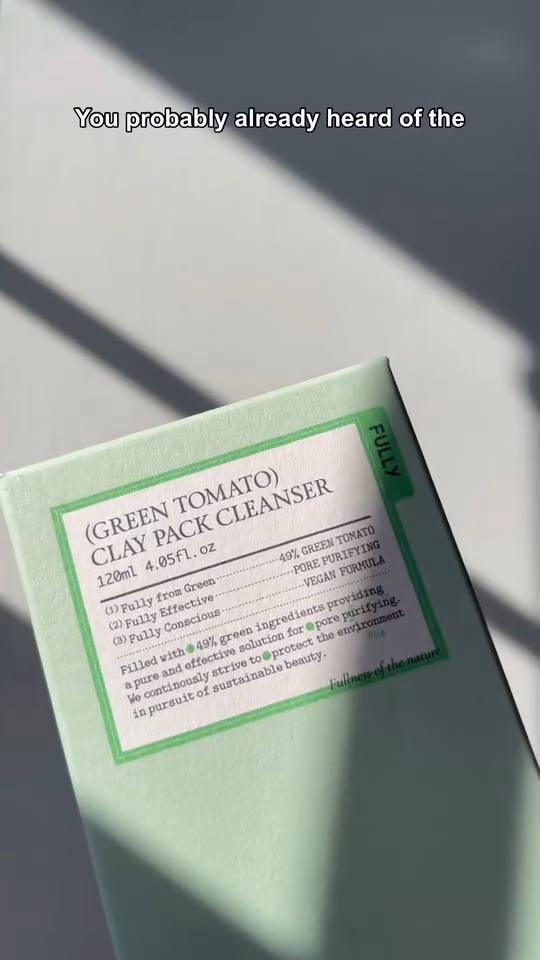 You probably already heard of the
FULLY
(GREEN TOMATO)
CLAY PACK CLEANSER
120ml 4.05fl.oz
(1) Fully from Green 49% GREEN TOMATO
(2) Fully Effective PORE PURIFYING
(3) Fully Conscious VEGAN FORMULA
Filled with 49% green ingredients providing
a pure and effective solution for pore purifying.
We continously strive to protect the environment
in pursuit of sustainable beauty.
Fullness of the nature